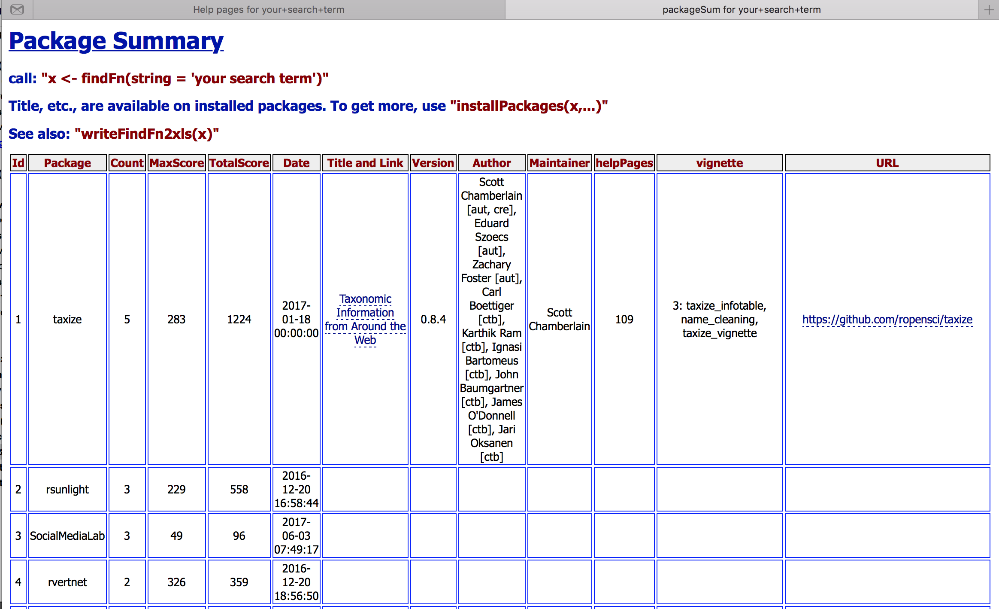 Help pages for your+search+term
packageSum for your+search+term
Package Summary
call: "x <- findFn(string = 'your search term')"
Title, etc., are available on installed packages. To get more, use "installPackages(x,...)"
See also: "writeFindFn2xls(x)"
Id Package Count MaxScore TotalScore Date Title and Link Version Author Maintainer helpPages vignette URL
1
taxize
5
283
1224
2017-
01-18
00:00:00
Taxonomic
Information
from Around the
Web
0.8.4
Scott
Chamberlain
[aut, cre],
Eduard
Szoecs
[aut],
Zachary
Foster [aut],
Carl
Boettiger
[ctb],
Karthik Ram
[ctb], Ignasi
Bartomeus
[ctb], John
Baumgartner
[ctb], James
O'Donnell
[ctb], Jari
Oksanen
[ctb]
Scott
Chamberlain
109
3: taxize_infotable,
name_cleaning,
taxize_vignette
https://github.com/ropensci/taxize
2
rsunlight
3
229
558
2016-
12-20
16:58:44
3
SocialMediaLab
3
49
96
2017-
06-03
07:49:17
4
rvertnet
2
326
359
2016-
12-20
18:56:50